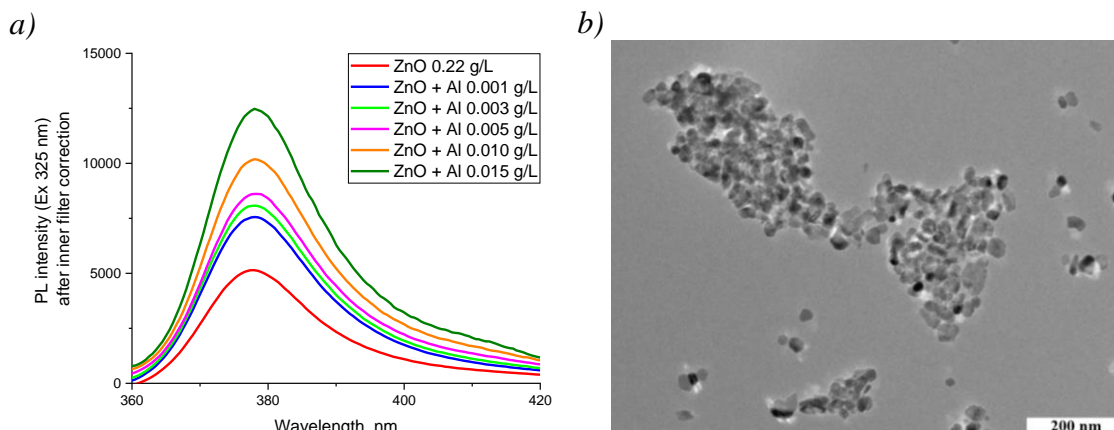 a)
b)
15000
10000
5000
0
PL intensity (Ex 325 nm)
after inner filter correction
ZnO 0.22 g/L
ZnO + Al 0.001 g/L
ZnO + Al 0.003 g/L
ZnO + Al 0.005 g/L
ZnO + Al 0.010 g/L
ZnO + Al 0.015 g/L
360
380
400
420
Wavelength, nm
200 nm